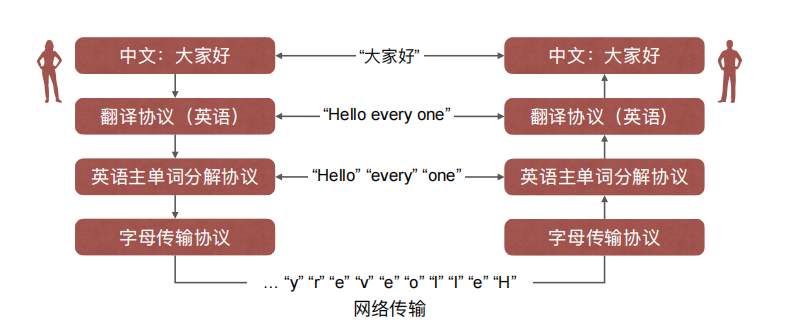 中文：大家好 “大家好” 中文：大家好
翻译协议（英语） “Hello every one” 翻译协议（英语）
英语主单词分解协议 “Hello” “every” “one” 英语主单词分解协议
字母传输协议 字母传输协议
… “y” “r” “e” “v” “e” “o” “l” “l” “e” “H”
网络传输